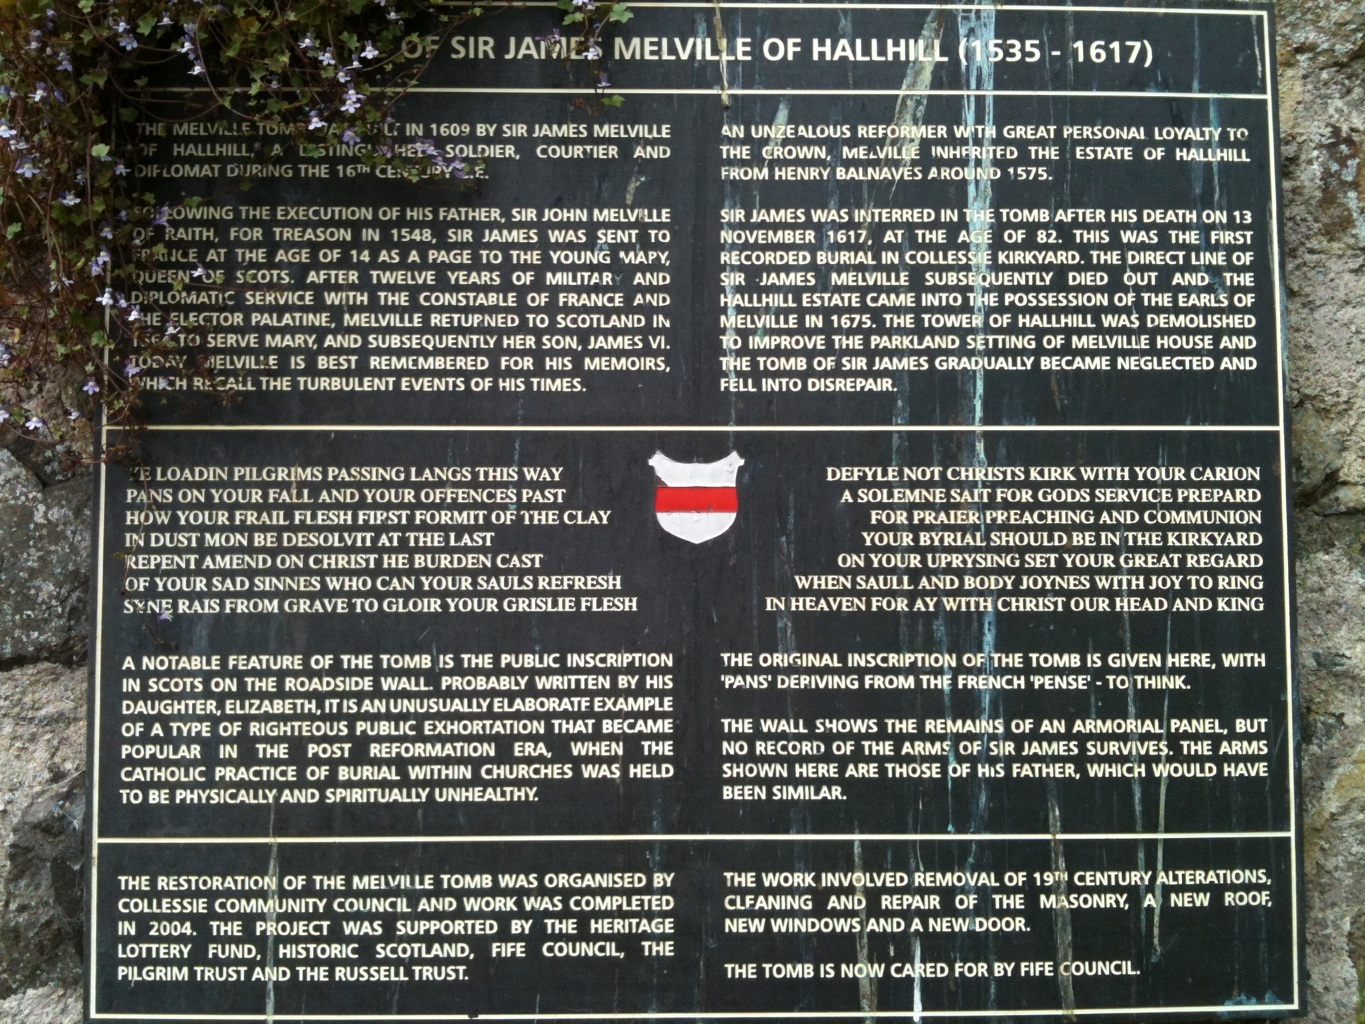 OF SIR JAMES MELVILLE OF HALLHILL (1535 - 1617)
THE MELVILLE TOMB WAS BUILT IN 1609 BY SIR JAMES MELVILLE
OF HALLHILL, A DISTINGUISHED SOLDIER, COURTIER AND
DIPLOMAT DURING THE 16TH CENTURY
FOLLOWING THE EXECUTION OF HIS FATHER, SIR JOHN MELVILLE
OF RAITH, FOR TREASON IN 1548, SIR JAMES WAS SENT TO
FRANCE AT THE AGE OF 14 AS A PAGE TO THE YOUNG MARY,
QUEEN OF SCOTS. AFTER TWELVE YEARS OF MILITARY AND
DIPLOMATIC SERVICE WITH THE CONSTABLE OF FRANCE AND
THE ELECTOR PALATINE, MELVILLE RETURNED TO SCOTLAND IN
TO SERVE MARY, AND SUBSEQUENTLY HER SON, JAMES VI.
TODAY MELVILLE IS BEST REMEMBERED FOR HIS MEMOIRS,
WHICH RECALL THE TURBULENT EVENTS OF HIS TIMES.
AN UNZEALOUS REFORMER WITH GREAT PERSONAL LOYALTY TO
THE CROWN, MELVILLE INHERITED THE ESTATE OF HALLHILL
FROM HENRY BALNAVES AROUND 1575.
SIR JAMES WAS INTERRED IN THE TOMB AFTER HIS DEATH ON 13
NOVEMBER 1617, AT THE AGE OF 82. THIS WAS THE FIRST
RECORDED BURIAL IN COLLESSIE KIRKYARD. THE DIRECT LINE OF
SIR JAMES MELVILLE SUBSEQUENTLY DIED OUT AND THE
HALLHILL ESTATE CAME INTO THE POSSESSION OF THE EARLS OF
MELVILLE IN 1675. THE TOWER OF HALLHILL WAS DEMOLISHED
TO IMPROVE THE PARKLAND SETTING OF MELVILLE HOUSE AND
THE TOMB OF SIR JAMES GRADUALLY BECAME NEGLECTED AND
FELL INTO DISREPAIR.
YE LOADIN PILGRIMS PASSING LANGS THIS WAY
PANS ON YOUR FALL AND YOUR OFFENCES PAST
HOW YOUR FRAIL FLESH FIRST FORMIT OF THE CLAY
IN DUST MON BE DESOLVIT AT THE LAST
REPENT AMEND ON CHRIST HE BURDEN CAST
OF YOUR SAD SINNES WHO CAN YOUR SAULS REFRESH
SYNE RAIS FROM GRAVE TO GLOIR YOUR GRISLIE FLESH
DEFYLE NOT CHRISTS KIRK WITH YOUR CARION
A SOLEMNE SAIT FOR GODS SERVICE PREPARD
FOR PRAIER PREACHING AND COMMUNION
YOUR BYRIAL SHOULD BE IN THE KIRKYARD
ON YOUR UPRYSING SET YOUR GREAT REGARD
WHEN SAULL AND BODY JOYNES WITH JOY TO RING
IN HEAVEN FOR AY WITH CHRIST OUR HEAD AND KING
A NOTABLE FEATURE OF THE TOMB IS THE PUBLIC INSCRIPTION
IN SCOTS ON THE ROADSIDE WALL. PROBABLY WRITTEN BY HIS
DAUGHTER, ELIZABETH, IT IS AN UNUSUALLY ELABORATE EXAMPLE
OF A TYPE OF RIGHTEOUS PUBLIC EXHORTATION THAT BECAME
POPULAR IN THE POST REFORMATION ERA, WHEN THE
CATHOLIC PRACTICE OF BURIAL WITHIN CHURCHES WAS HELD
TO BE PHYSICALLY AND SPIRITUALLY UNHEALTHY.
THE ORIGINAL INSCRIPTION OF THE TOMB IS GIVEN HERE, WITH
'PANS' DERIVING FROM THE FRENCH 'PENSE' - TO THINK.
THE WALL SHOWS THE REMAINS OF AN ARMORIAL PANEL, BUT
NO RECORD OF THE ARMS OF SIR JAMES SURVIVES. THE ARMS
SHOWN HERE ARE THOSE OF HIS FATHER, WHICH WOULD HAVE
BEEN SIMILAR.
THE RESTORATION OF THE MELVILLE TOMB WAS ORGANISED BY
COLLESSIE COMMUNITY COUNCIL AND WORK WAS COMPLETED
IN 2004. THE PROJECT WAS SUPPORTED BY THE HERITAGE
LOTTERY FUND, HISTORIC SCOTLAND, FIFE COUNCIL, THE
PILGRIM TRUST AND THE RUSSELL TRUST.
THE WORK INVOLVED REMOVAL OF 19TH CENTURY ALTERATIONS,
CLEANING AND REPAIR OF THE MASONRY, A NEW ROOF,
NEW WINDOWS AND A NEW DOOR.
THE TOMB IS NOW CARED FOR BY FIFE COUNCIL.